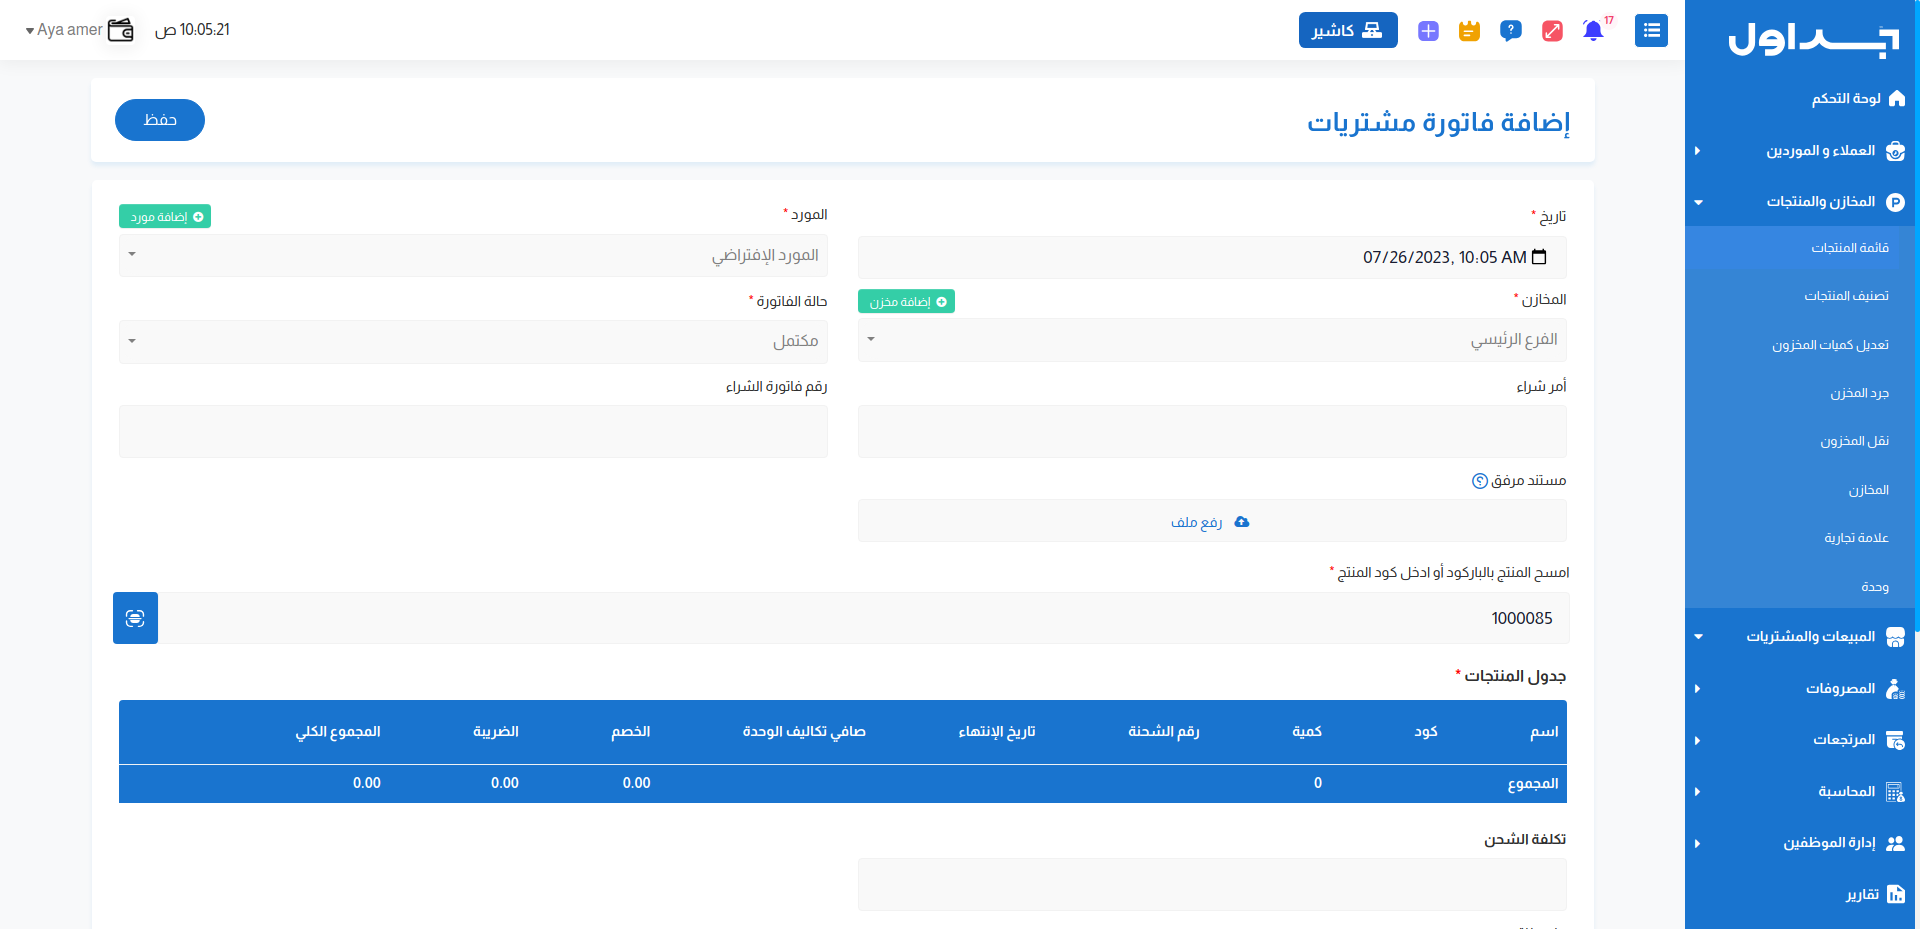 جداول
لوحة التحكم
العملاء و الموردين
المخازن والمنتجات
قائمة المنتجات
تصنيف المنتجات
تعديل كميات المخزون
جرد المخزن
نقل المخزون
المخازن
علامة تجارية
وحدة
المبيعات والمشتريات
المصروفات
المرتجعات
المحاسبة
إدارة الموظفين
تقارير
17
كاشير
10:05:21 ص
Aya amer
إضافة فاتورة مشتريات
حفظ
تاريخ *
07/26/2023, 10:05 AM
المورد *
إضافة مورد
المورد الإفتراضي
المخازن *
إضافة مخزن
الفرع الرئيسي
حالة الفاتورة *
مكتمل
أمر شراء
رقم فاتورة الشراء
مستند مرفق
رفع ملف
امسح المنتج بالباركود أو ادخل كود المنتج *
1000085
جدول المنتجات *
اسم كود كمية رقم الشحنة تاريخ الإنتهاء صافي تكاليف الوحدة الخصم الضريبة المجموع الكلي
المجموع 0 0.00 0.00 0.00
تكلفة الشحن